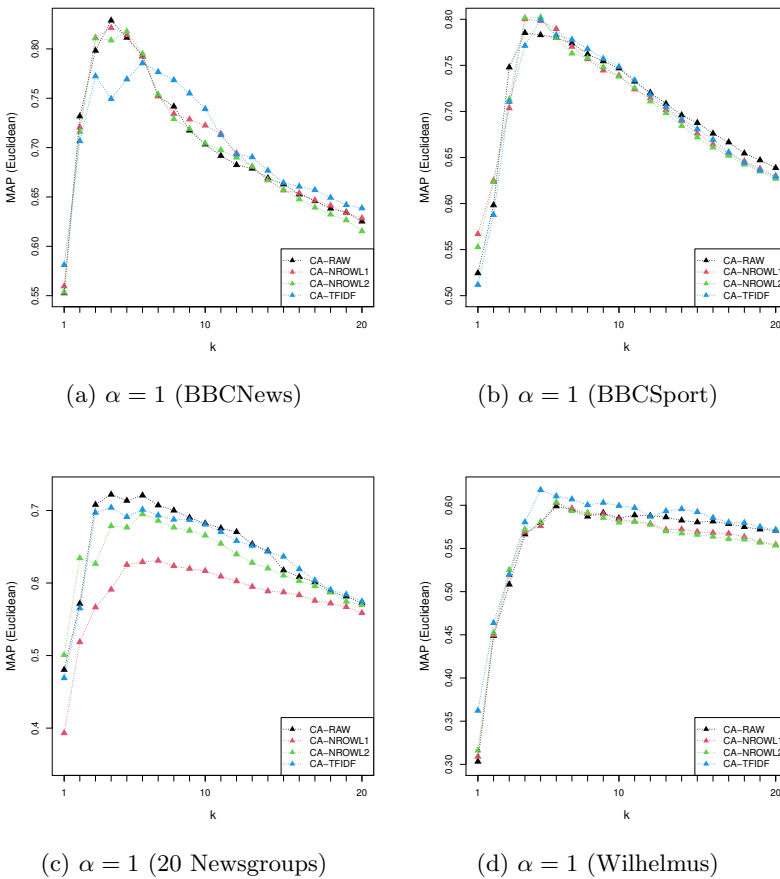 MAP (Euclidean)
0.80
0.75
0.70
0.65
0.60
0.55
1
10
20
k
CA−RAW
CA−NROWL1
CA−NROWL2
CA−TFIDF
(a) α = 1 (BBCNews)
MAP (Euclidean)
0.80
0.75
0.70
0.65
0.60
0.55
0.50
1
10
20
k
CA−RAW
CA−NROWL1
CA−NROWL2
CA−TFIDF
(b) α = 1 (BBCSport)
MAP (Euclidean)
0.7
0.6
0.5
0.4
1
10
20
k
CA−RAW
CA−NROWL1
CA−NROWL2
CA−TFIDF
(c) α = 1 (20 Newsgroups)
MAP (Euclidean)
0.60
0.55
0.50
0.45
0.40
0.35
0.30
1
10
20
k
CA−RAW
CA−NROWL1
CA−NROWL2
CA−TFIDF
(d) α = 1 (Wilhelmus)